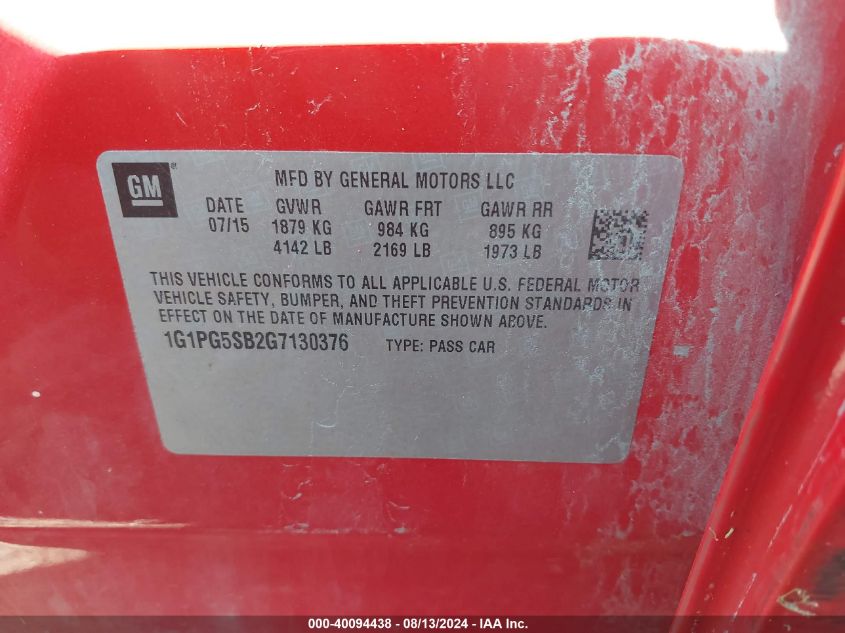 GM
MFD BY GENERAL MOTORS LLC
DATE GVWR GAWR FRT GAWR RR
07/15 1879 KG 984 KG 895 KG
4142 LB 2169 LB 1973 LB
THIS VEHICLE CONFORMS TO ALL APPLICABLE U.S. FEDERAL MOTOR
VEHICLE SAFETY, BUMPER, AND THEFT PREVENTION STANDARDS IN
EFFECT ON THE DATE OF MANUFACTURE SHOWN ABOVE.
1G1PG5SB2G7130376 TYPE: PASS CAR
000-40094438 - 08/13/2024 - IAA Inc.